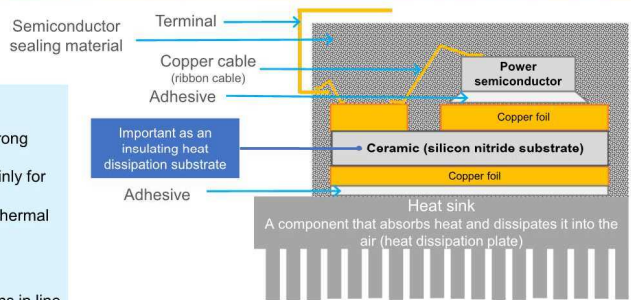 Semiconductor
sealing material
Terminal
Copper cable
(ribbon cable)
Adhesive
Power
semiconductor
Copper foil
Important as an
insulating heat
dissipation substrate
Ceramic (silicon nitride substrate)
Copper foil
Adhesive
Heat sink
A component that absorbs heat and dissipates it into the
air (heat dissipation plate)
for